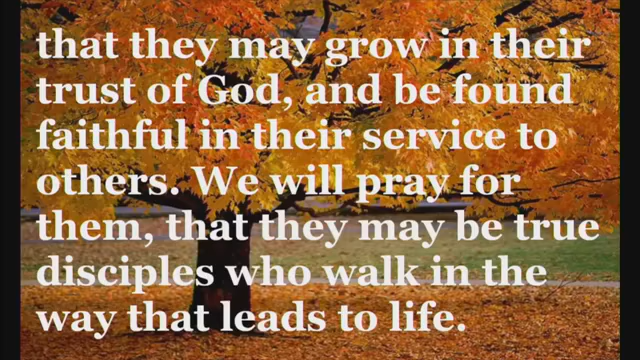 that they may grow in their
trust of God, and be found
faithful in their service to
others. We will pray for
them, that they may be true
disciples who walk in the
way that leads to life.